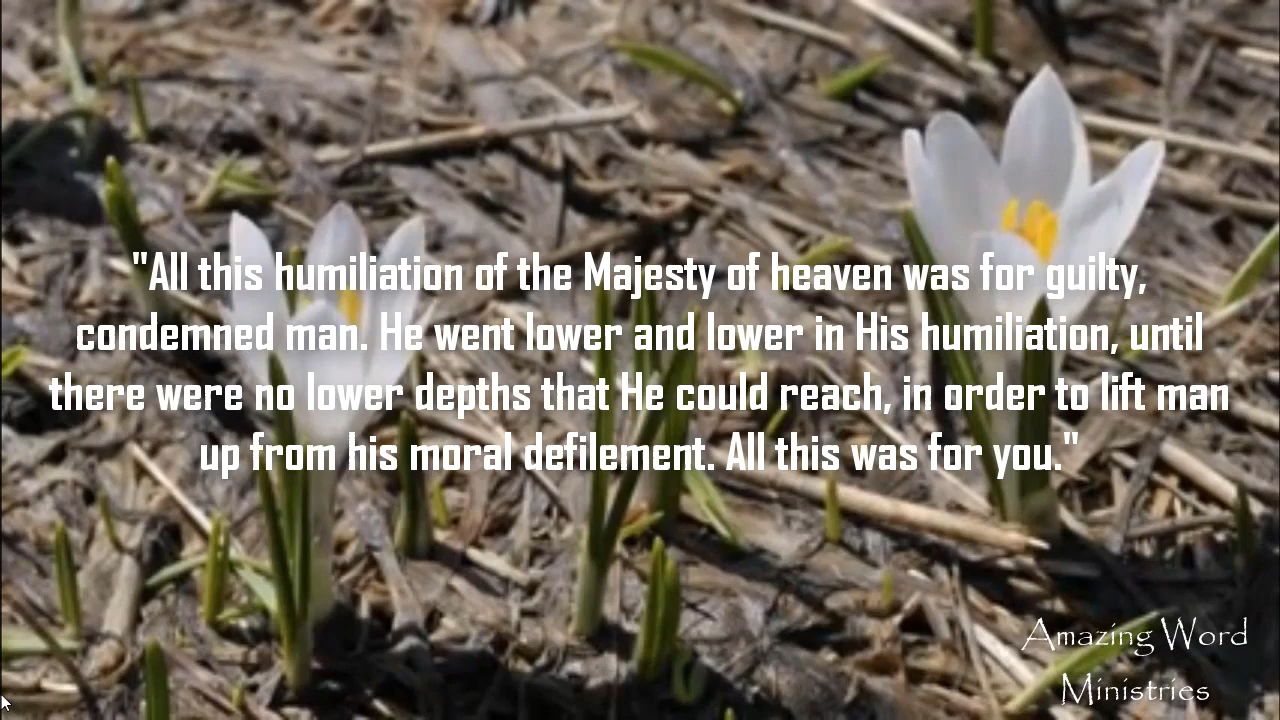 "All this humiliation of the Majesty of heaven was for guilty,
condemned man. He went lower and lower in His humiliation, until
there were no lower depths that He could reach, in order to lift man
up from his moral defilement. All this was for you."
Amazing Word
Ministries